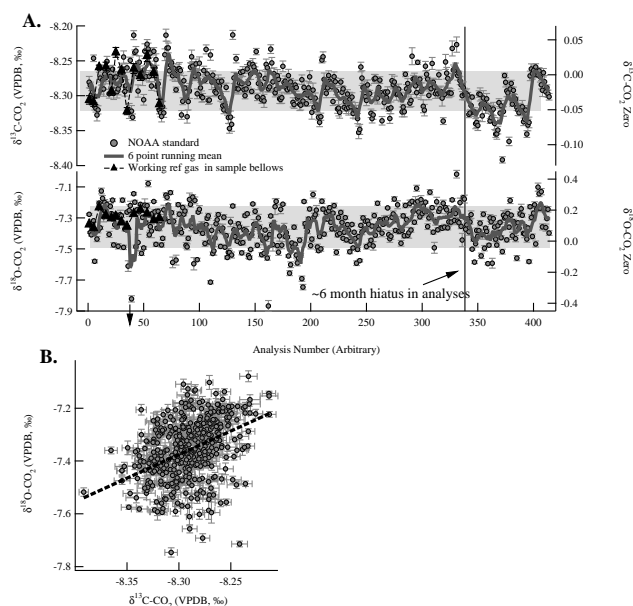 A.
-8.20
-8.25
-8.30
-8.35
-8.40
δ13C-CO2 (VPDB, ‰)
0.05
0.00
-0.05
-0.10
δ13C-CO2 Zero
NOAA standard
6 point running mean
Working ref gas in sample bellows
-7.1
-7.3
-7.5
-7.7
-7.9
δ18O-CO2 (VPDB, ‰)
0.4
0.2
0.0
-0.2
-0.4
δ18O-CO2 Zero
~6 month hiatus in analyses
0 50 100 150 200 250 300 350 400
Analysis Number (Arbitrary)
B.
-7.2
-7.4
-7.6
-7.8
δ18O-CO2 (VPDB, ‰)
-8.35 -8.30 -8.25
δ13C-CO2 (VPDB, ‰)